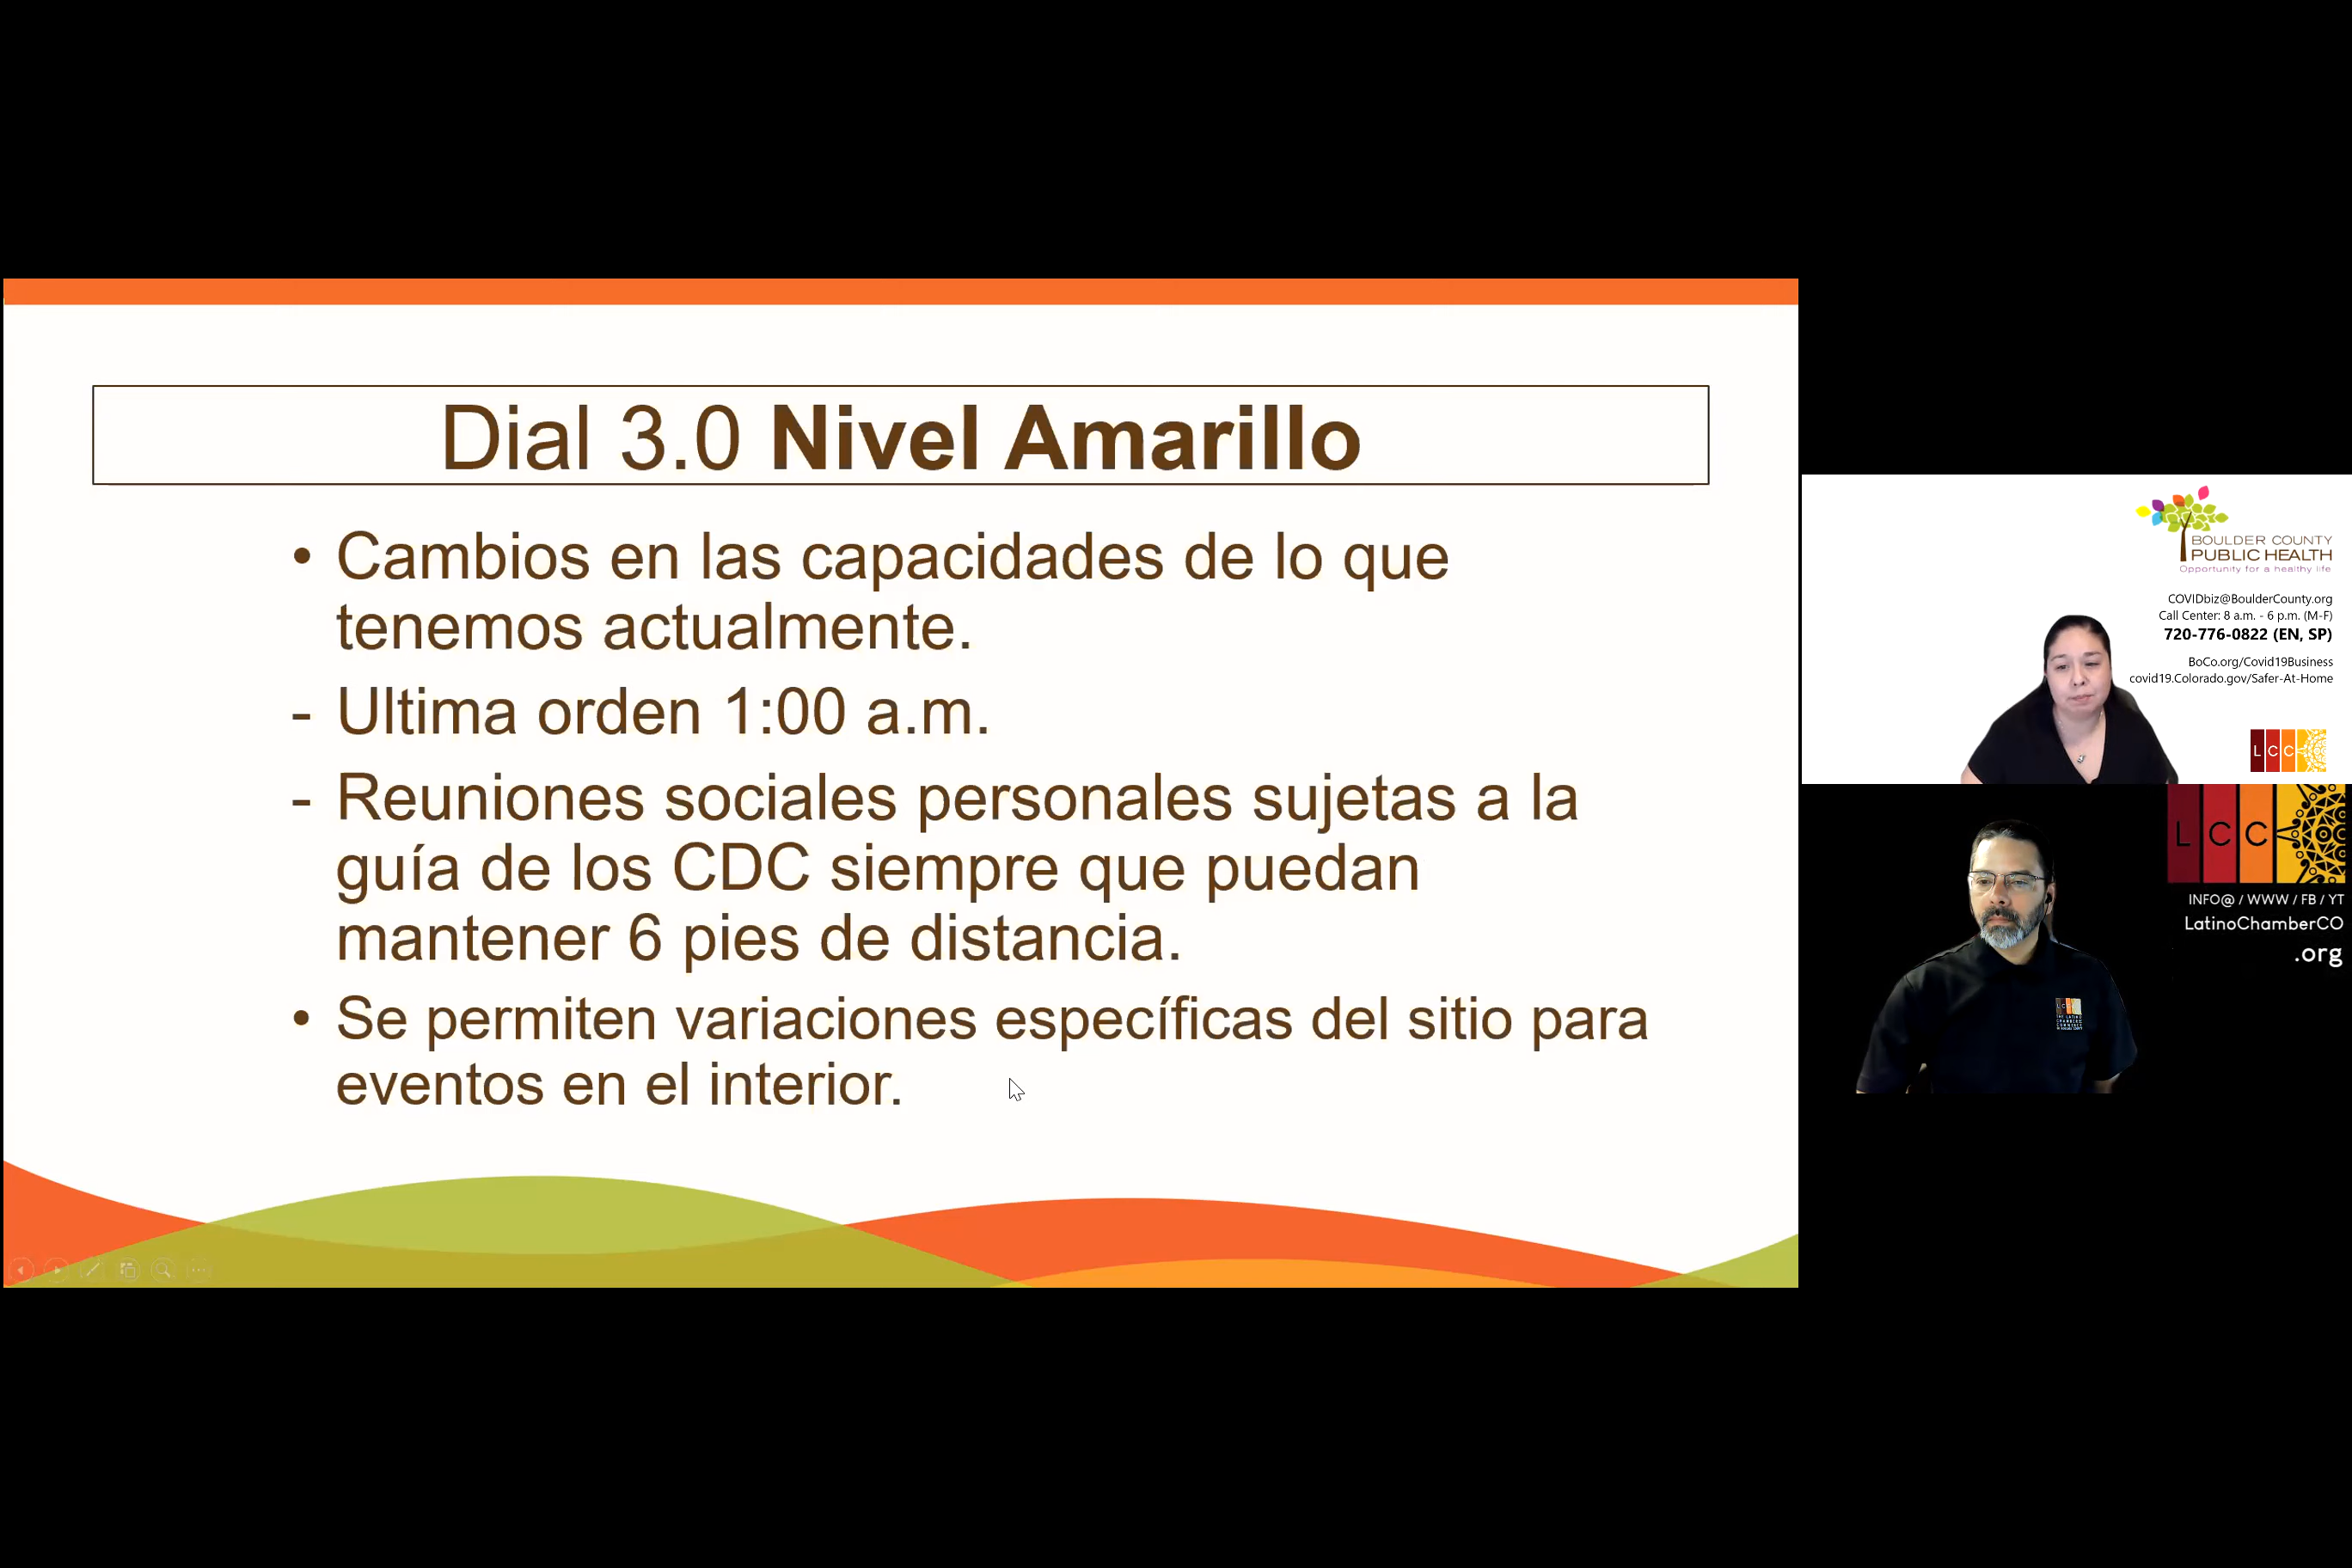 Dial 3.0 Nivel Amarillo
• Cambios en las capacidades de lo que
tenemos actualmente.
- Ultima orden 1:00 a.m.
- Reuniones sociales personales sujetas a la
guía de los CDC siempre que puedan
mantener 6 pies de distancia.
• Se permiten variaciones específicas del sitio para
eventos en el interior.
BOULDER COUNTY
PUBLIC HEALTH
Opportunity for a healthy life
COVIDbiz@BoulderCounty.org
Call Center: 8 a.m. - 6 p.m. (M-F)
720-776-0822 (EN, SP)
BoCo.org/Covid19Business
covid19.Colorado.gov/Safer-At-Home
LCC
LCC
INFO@ / WWW / FB / YT
LatinoChamberCO
.org